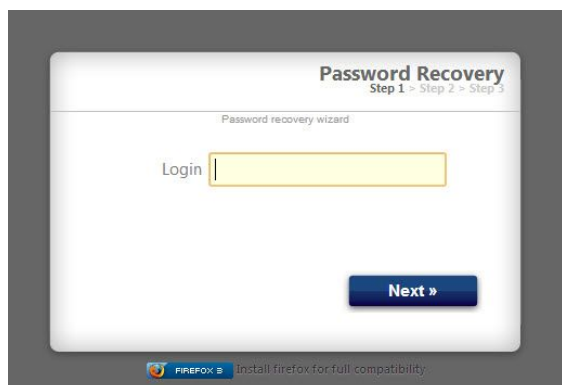 Password Recovery
Step 1 > Step 2 > Step 3
Password recovery wizard
Login
Next »
FIREFOX 3 Install firefox for full compatibility